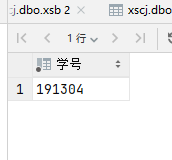 :j.dbo.xsb 2
xscj.dbo
1 行
学号
1 191304